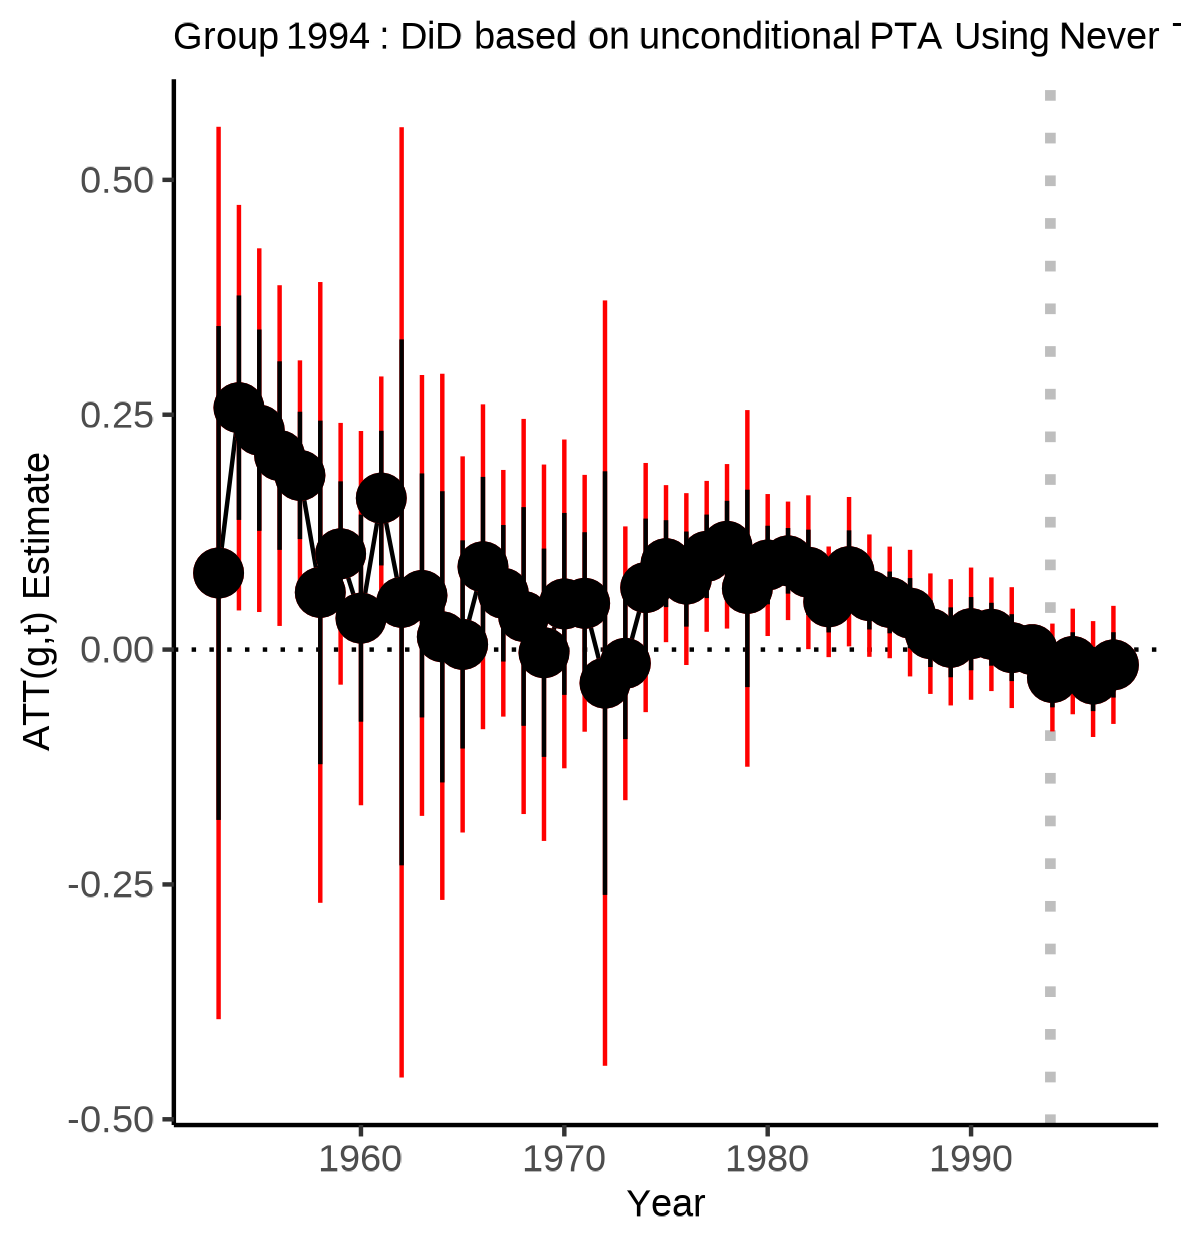 Group 1994 : DiD based on unconditional PTA Using Never
0.50
0.25
0.00
-0.25
-0.50
ATT(g,t) Estimate
1960 1970 1980 1990
Year